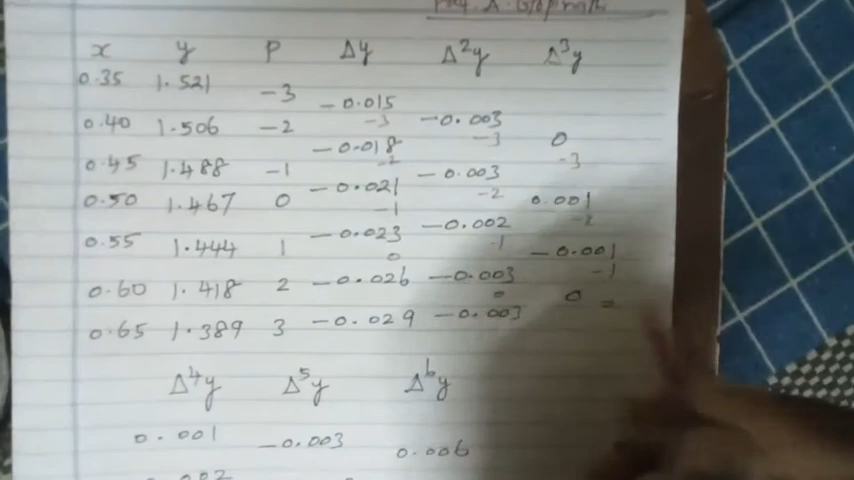 x y P Δy Δ²y Δ³y
0.35 1.521 -3
-0.015
0.40 1.506 -2 -3 -0.003
-0.018 -3 0
0.45 1.488 -1 -2 -0.003 -3
0.50 1.467 0 -0.021 -2 0.001
-1 -0.002 -2
0.55 1.444 1 -0.023 -1 -0.001
0 -1
0.60 1.418 2 -0.026 -0.003
0 0 =
0.65 1.389 3 -0.029 -0.003
Δ⁴y Δ⁵y Δ⁶y
0.001 -0.003 0.006